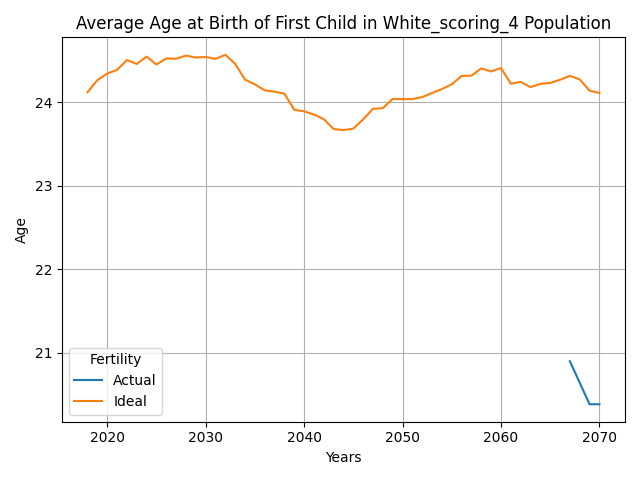 Average Age at Birth of First Child in White_scoring_4 Population
Age
24
23
22
21
Fertility
Actual
Ideal
2020 2030 2040 2050 2060 2070
Years